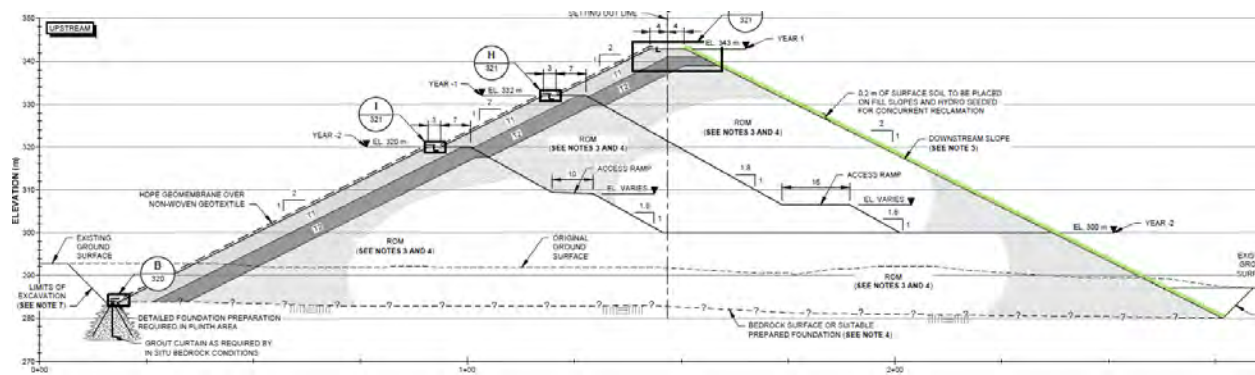 UPSTREAM
SETTING OUT LINE
321
4
4
EL. 343 m
YEAR 1
H
321
2
1
3
7
YEAR -1
EL. 332 m
I
321
2
1
3
7
YEAR -2
EL. 320 m
T1
T2
T1
T2
0.2 m OF SURFACE SOIL TO BE PLACED
ON FILL SLOPES AND HYDRO SEEDED
FOR CONCURRENT RECLAMATION
2
1
DOWNSTREAM SLOPE
(SEE NOTE 3)
ROM
(SEE NOTES 3 AND 4)
ROM
(SEE NOTES 3 AND 4)
ACCESS RAMP
10
EL. VARIES
1
1
ACCESS RAMP
16
EL. VARIES
1
1
HDPE GEOMEMBRANE OVER
NON-WOVEN GEOTEXTILE
2
1
T1
T2
EL. 300 m
YEAR -2
EXISTING
GROUND
SURFACE
B
320
LIMITS OF
EXCAVATION
(SEE NOTE 7)
ROM
(SEE NOTES 3 AND 4)
ORIGINAL
GROUND
SURFACE
ROM
(SEE NOTES 3 AND 4)
DETAILED FOUNDATION PREPARATION
REQUIRED IN PLINTH AREA
GROUT CURTAIN AS REQUIRED BY
IN SITU BEDROCK CONDITIONS
BEDROCK SURFACE OR SUITABLE
PREPARED FOUNDATION (SEE NOTE 4)
ELEVATION (m)
350
340
330
320
310
300
290
280
270
0+00
1+00
2+00